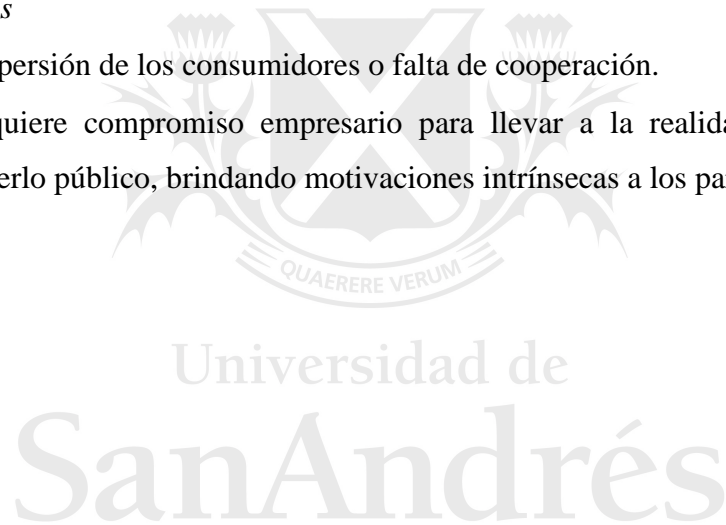 s
persión de los consumidores o falta de cooperación.
quiere compromiso empresario para llevar a la realida
erlo público, brindando motivaciones intrínsecas a los pa
QUAERERE VERUM
Universidad de
SanAndrés